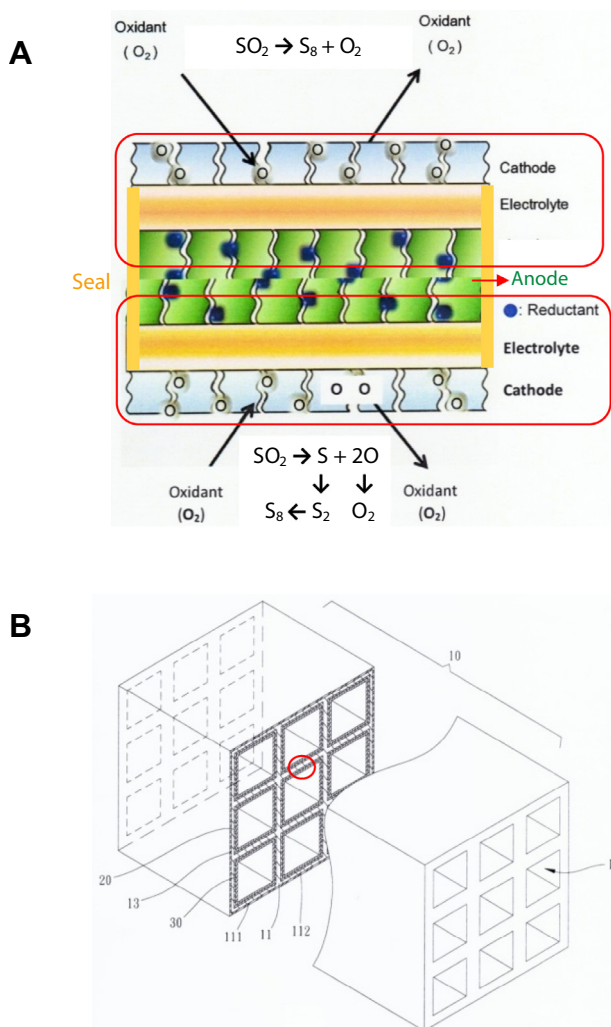 A
Oxidant
( O₂ )
SO₂ → S₈ + O₂
Oxidant
( O₂ )
O O O O O O
O O O O
Cathode
Electrolyte
Seal
Anode
: Reductant
Electrolyte
O O O O
O O O O O
Cathode
SO₂ → S + 2O
↓ ↓
S₈ ← S₂ O₂
Oxidant
(O₂)
Oxidant
(O₂)
B
10
20
13
30
111
11
112